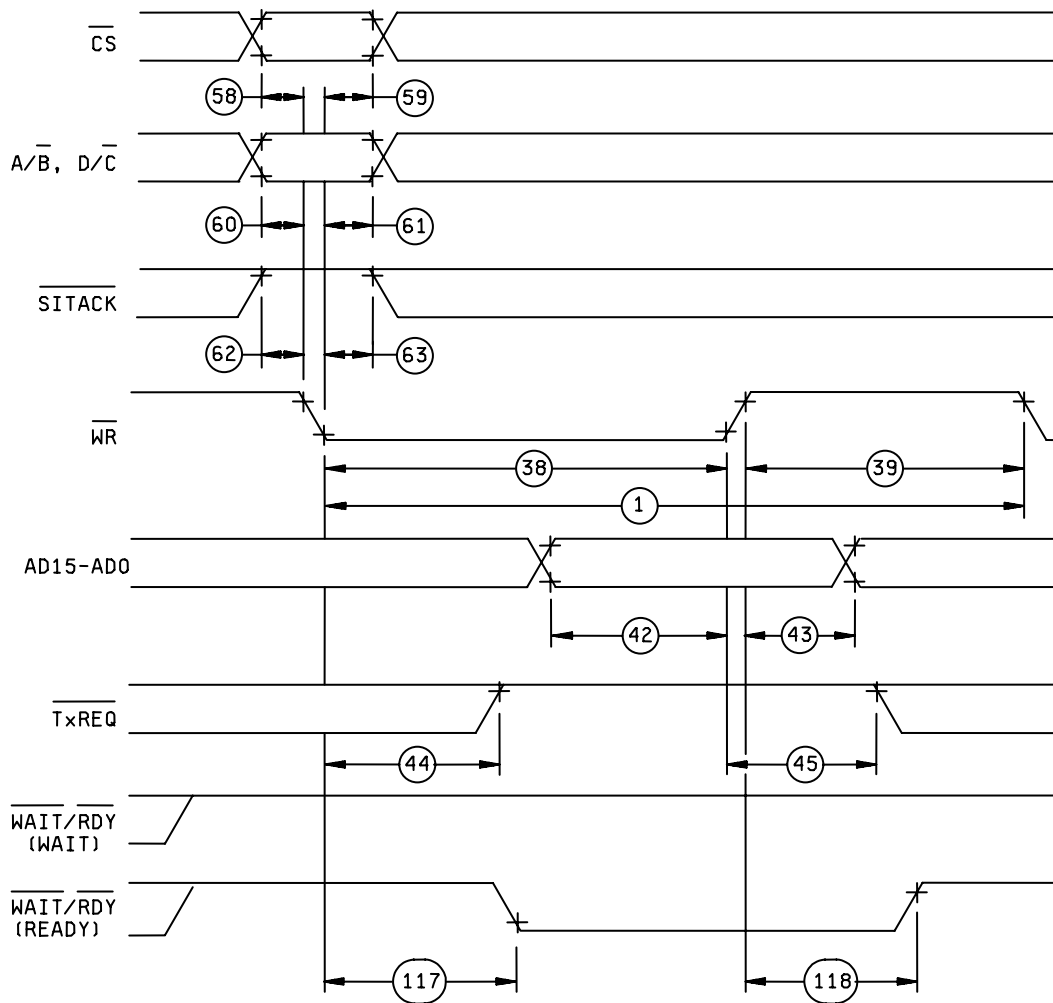 CS
58 59
A/B, D/C
60 61
SITACK
62 63
WR
38 39
1
AD15-AD0
42 43
TxREQ
44 45
WAIT/RDY
(WAIT)
WAIT/RDY
(READY)
117 118